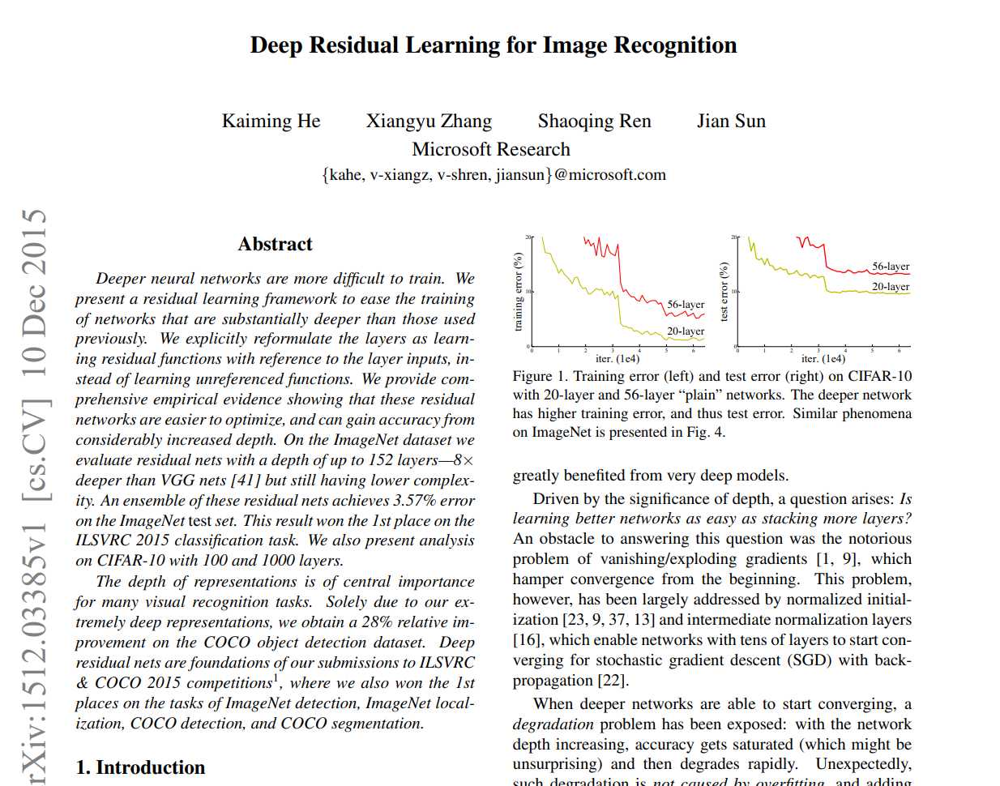 Deep Residual Learning for Image Recognition
Kaiming He Xiangyu Zhang Shaoqing Ren Jian Sun
Microsoft Research
{kahe, v-xiangz, v-shren, jiansun}@microsoft.com
rXiv:1512.03385v1 [cs.CV] 10 Dec 2015
Abstract
Deeper neural networks are more difficult to train. We
present a residual learning framework to ease the training
of networks that are substantially deeper than those used
previously. We explicitly reformulate the layers as learn-
ing residual functions with reference to the layer inputs, in-
stead of learning unreferenced functions. We provide com-
prehensive empirical evidence showing that these residual
networks are easier to optimize, and can gain accuracy from
considerably increased depth. On the ImageNet dataset we
evaluate residual nets with a depth of up to 152 layers—8×
deeper than VGG nets [41] but still having lower complex-
ity. An ensemble of these residual nets achieves 3.57% error
on the ImageNet test set. This result won the 1st place on the
ILSVRC 2015 classification task. We also present analysis
on CIFAR-10 with 100 and 1000 layers.
The depth of representations is of central importance
for many visual recognition tasks. Solely due to our ex-
tremely deep representations, we obtain a 28% relative im-
provement on the COCO object detection dataset. Deep
residual nets are foundations of our submissions to ILSVRC
& COCO 2015 competitions¹, where we also won the 1st
places on the tasks of ImageNet detection, ImageNet local-
ization, COCO detection, and COCO segmentation.
1. Introduction
20
10
0
training error (%)
56-layer
20-layer
0 1 2 3 4 5 6
iter. (1e4)
20
10
0
test error (%)
56-layer
20-layer
0 1 2 3 4 5 6
iter. (1e4)
Figure 1. Training error (left) and test error (right) on CIFAR-10
with 20-layer and 56-layer “plain” networks. The deeper network
has higher training error, and thus test error. Similar phenomena
on ImageNet is presented in Fig. 4.
greatly benefited from very deep models.
Driven by the significance of depth, a question arises: Is
learning better networks as easy as stacking more layers?
An obstacle to answering this question was the notorious
problem of vanishing/exploding gradients [1, 9], which
hamper convergence from the beginning. This problem,
however, has been largely addressed by normalized initial-
ization [23, 9, 37, 13] and intermediate normalization layers
[16], which enable networks with tens of layers to start con-
verging for stochastic gradient descent (SGD) with back-
propagation [22].
When deeper networks are able to start converging, a
degradation problem has been exposed: with the network
depth increasing, accuracy gets saturated (which might be
unsurprising) and then degrades rapidly. Unexpectedly,
such degradation is not caused by overfitting, and adding